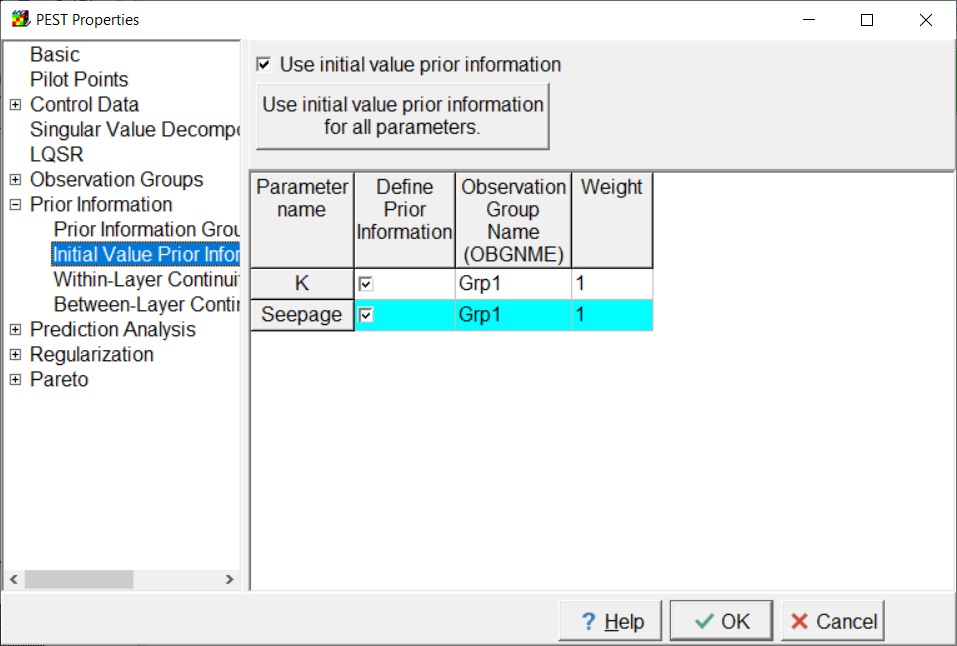 PEST Properties
Basic
Pilot Points
Control Data
Singular Value Decompo
LQSR
Observation Groups
Prior Information
Prior Information Grou
Initial Value Prior Infor
Within-Layer Continui
Between-Layer Contin
Prediction Analysis
Regularization
Pareto
Use initial value prior information
Use initial value prior information
for all parameters.
Parameter name
Define Prior Information
Observation Group Name (OBGNME)
Weight
K Grp1 1
Seepage Grp1 1
? Help
OK
Cancel